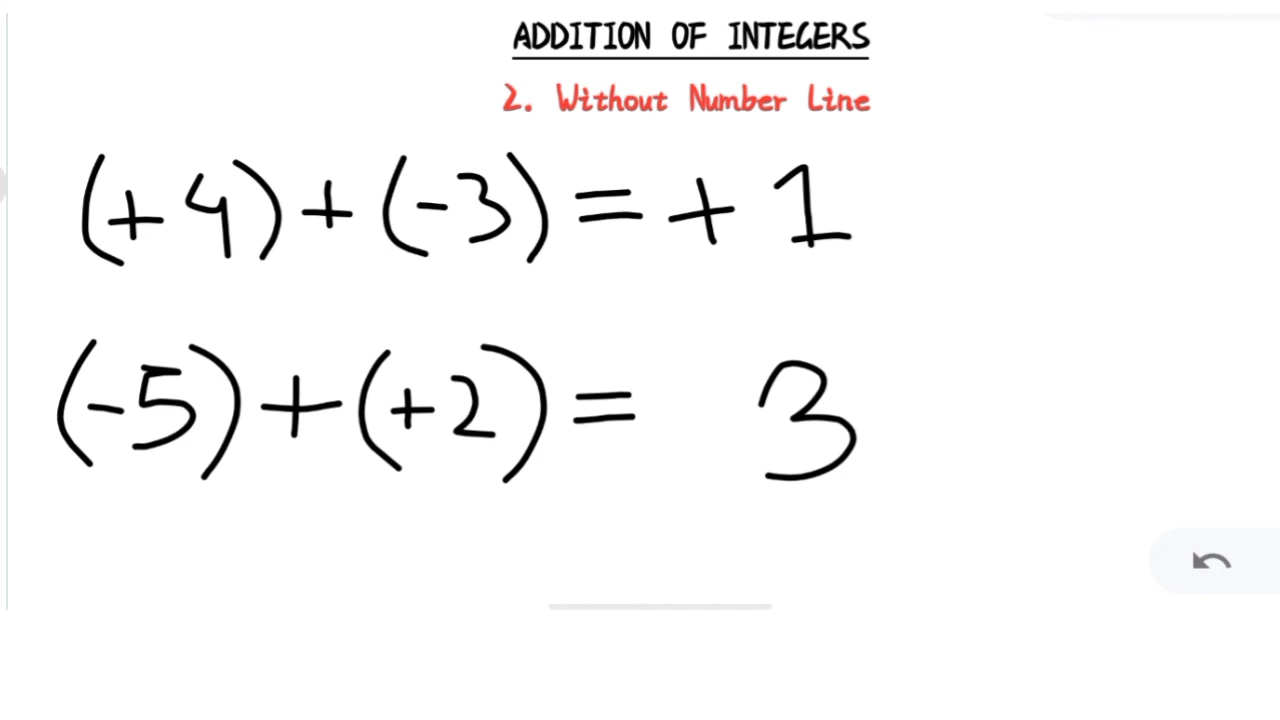 ADDITION OF INTEGERS
2. Without Number Line
(+4)+(-3)=+1
(-5)+(+2)= 3